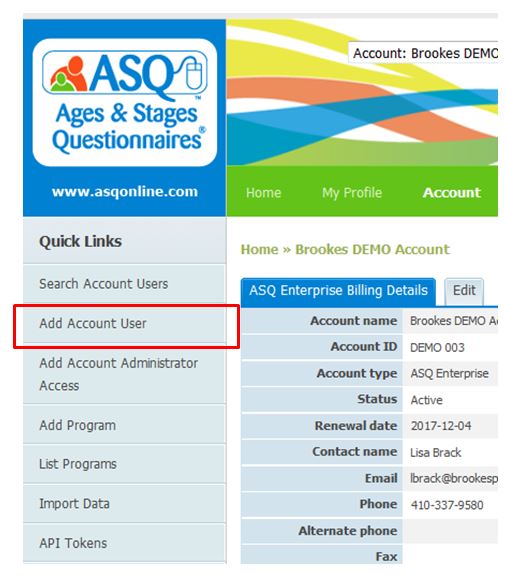 Account: Brookes DEMO
ASQ
™
Ages & Stages
Questionnaires®
www.asqonline.com
Home My Profile Account
Quick Links
Home » Brookes DEMO Account
Search Account Users
Add Account User
Add Account Administrator
Access
Add Program
List Programs
Import Data
API Tokens
ASQ Enterprise Billing Details Edit
Account name Brookes DEMO
Account ID DEMO 003
Account type ASQ Enterprise
Status Active
Renewal date 2017-12-04
Contact name Lisa Brack
Email lbrack@brookesp
Phone 410-337-9580
Alternate phone
Fax